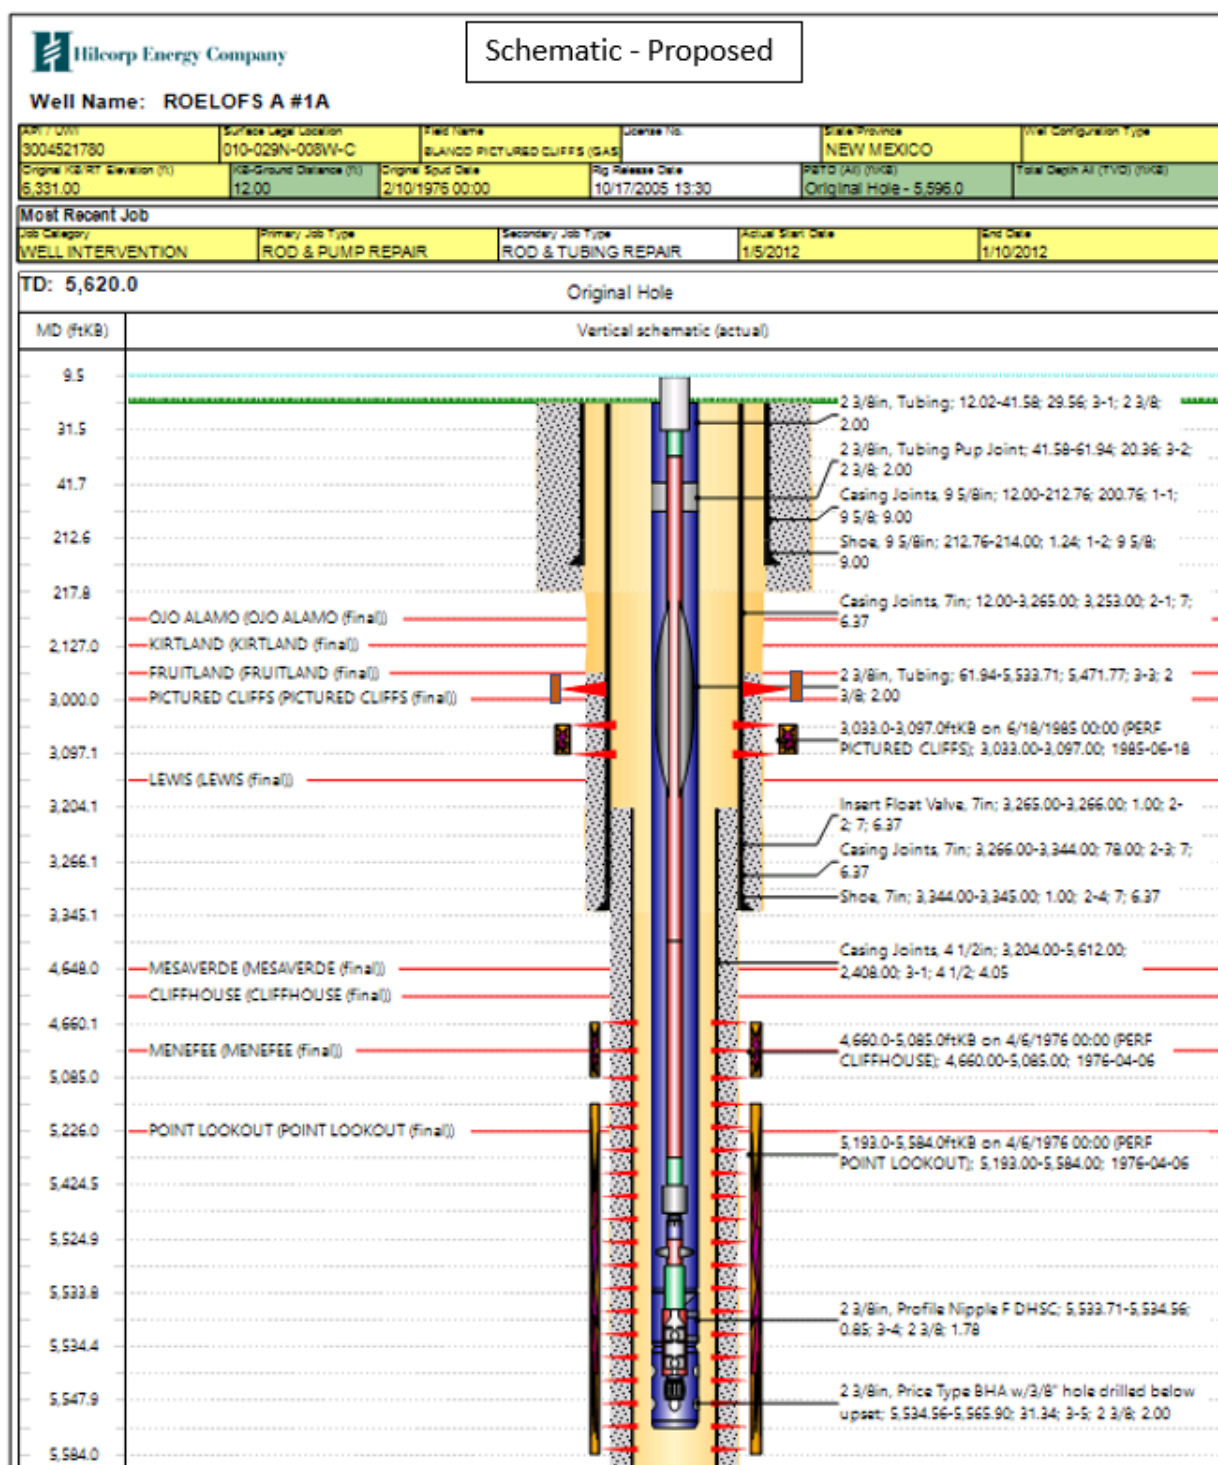 Hilcorp Energy Company
Schematic - Proposed
Well Name: ROELOFS A #1A
API / UWI
3004521780
Surface Legal Location
010-029N-008W-C
Field Name
BLANCO PICTURED CLIFFS (GAS)
License No.
State/Province
NEW MEXICO
Well Configuration Type
Original KB/RT Elevation (ft)
6,331.00
KB-Ground Distance (ft)
12.00
Original Spud Date
2/10/1976 00:00
Rig Release Date
10/17/2005 13:30
PBTD (All) (ftKB)
Original Hole - 5,596.0
Total Depth All (TVD) (ftKB)
Most Recent Job
Job Category
WELL INTERVENTION
Primary Job Type
ROD & PUMP REPAIR
Secondary Job Type
ROD & TUBING REPAIR
Actual Start Date
1/5/2012
End Date
1/10/2012
TD: 5,620.0
Original Hole
MD (ftKB)
Vertical schematic (actual)
9.5
2 3/8in, Tubing; 12.02-41.58; 29.56; 3-1; 2 3/8;
2.00
31.5
2 3/8in, Tubing Pup Joint; 41.58-61.94; 20.36; 3-2;
2 3/8; 2.00
41.7
Casing Joints, 9 5/8in; 12.00-212.76; 200.76; 1-1;
9 5/8; 9.00
212.6
Shoe, 9 5/8in; 212.76-214.00; 1.24; 1-2; 9 5/8;
9.00
217.8
Casing Joints, 7in; 12.00-3,265.00; 3,253.00; 2-1; 7;
6.37
OJO ALAMO (OJO ALAMO (final))
2,127.0
KIRTLAND (KIRTLAND (final))
FRUITLAND (FRUITLAND (final))
2 3/8in, Tubing; 61.94-5,533.71; 5,471.77; 3-3; 2
3/8; 2.00
3,000.0
PICTURED CLIFFS (PICTURED CLIFFS (final))
3,033.0-3,097.0ftKB on 6/18/1985 00:00 (PERF
PICTURED CLIFFS); 3,033.00-3,097.00; 1985-06-18
3,097.1
LEWIS (LEWIS (final))
3,204.1
Insert Float Valve, 7in; 3,265.00-3,266.00; 1.00; 2-
2; 7; 6.37
3,266.1
Casing Joints, 7in; 3,266.00-3,344.00; 78.00; 2-3; 7;
6.37
Shoe, 7in; 3,344.00-3,345.00; 1.00; 2-4; 7; 6.37
3,345.1
Casing Joints, 4 1/2in; 3,204.00-5,612.00;
2,408.00; 3-1; 4 1/2; 4.05
4,648.0
MESAVERDE (MESAVERDE (final))
CLIFFHOUSE (CLIFFHOUSE (final))
4,660.1
4,660.0-5,085.0ftKB on 4/6/1976 00:00 (PERF
CLIFFHOUSE); 4,660.00-5,085.00; 1976-04-06
MENEFEE (MENEFEE (final))
5,085.0
5,226.0
POINT LOOKOUT (POINT LOOKOUT (final))
5,193.0-5,584.0ftKB on 4/6/1976 00:00 (PERF
POINT LOOKOUT); 5,193.00-5,584.00; 1976-04-06
5,424.5
5,524.9
5,533.8
2 3/8in, Profile Nipple F DHSC; 5,533.71-5,534.56;
0.85; 3-4; 2 3/8; 1.78
5,534.4
5,547.9
2 3/8in, Price Type BHA w/3/8" hole drilled below
upset; 5,534.56-5,565.90; 31.34; 3-5; 2 3/8; 2.00
5,584.0